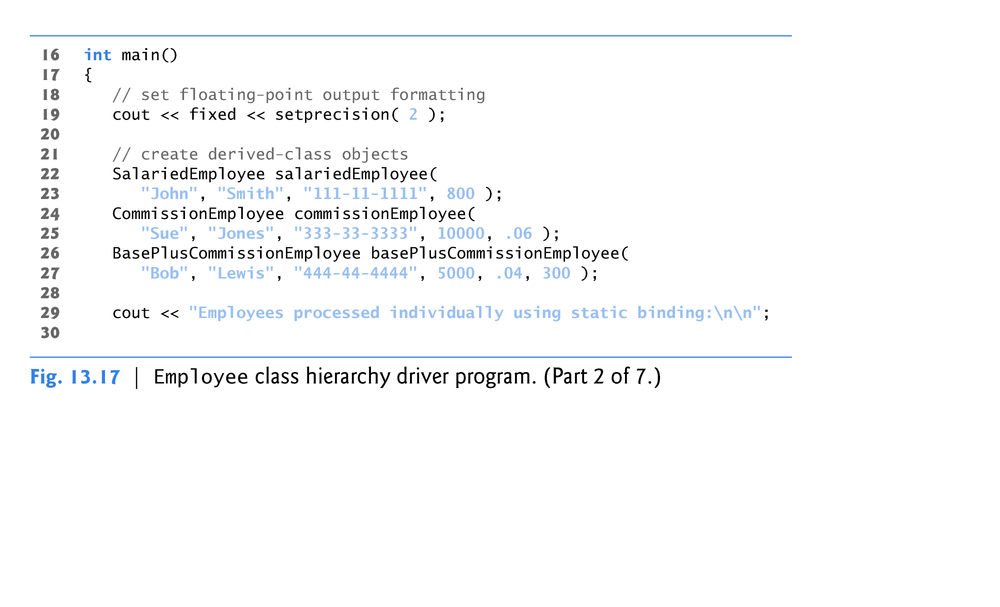 16 int main()
17 {
18 // set floating-point output formatting
19 cout << fixed << setprecision( 2 );
20
21 // create derived-class objects
22 SalariedEmployee salariedEmployee(
23 "John", "Smith", "111-11-1111", 800 );
24 CommissionEmployee commissionEmployee(
25 "Sue", "Jones", "333-33-3333", 10000, .06 );
26 BasePlusCommissionEmployee basePlusCommissionEmployee(
27 "Bob", "Lewis", "444-44-4444", 5000, .04, 300 );
28
29 cout << "Employees processed individually using static binding:\n\n";
30
Fig. 13.17 | Employee class hierarchy driver program. (Part 2 of 7.)